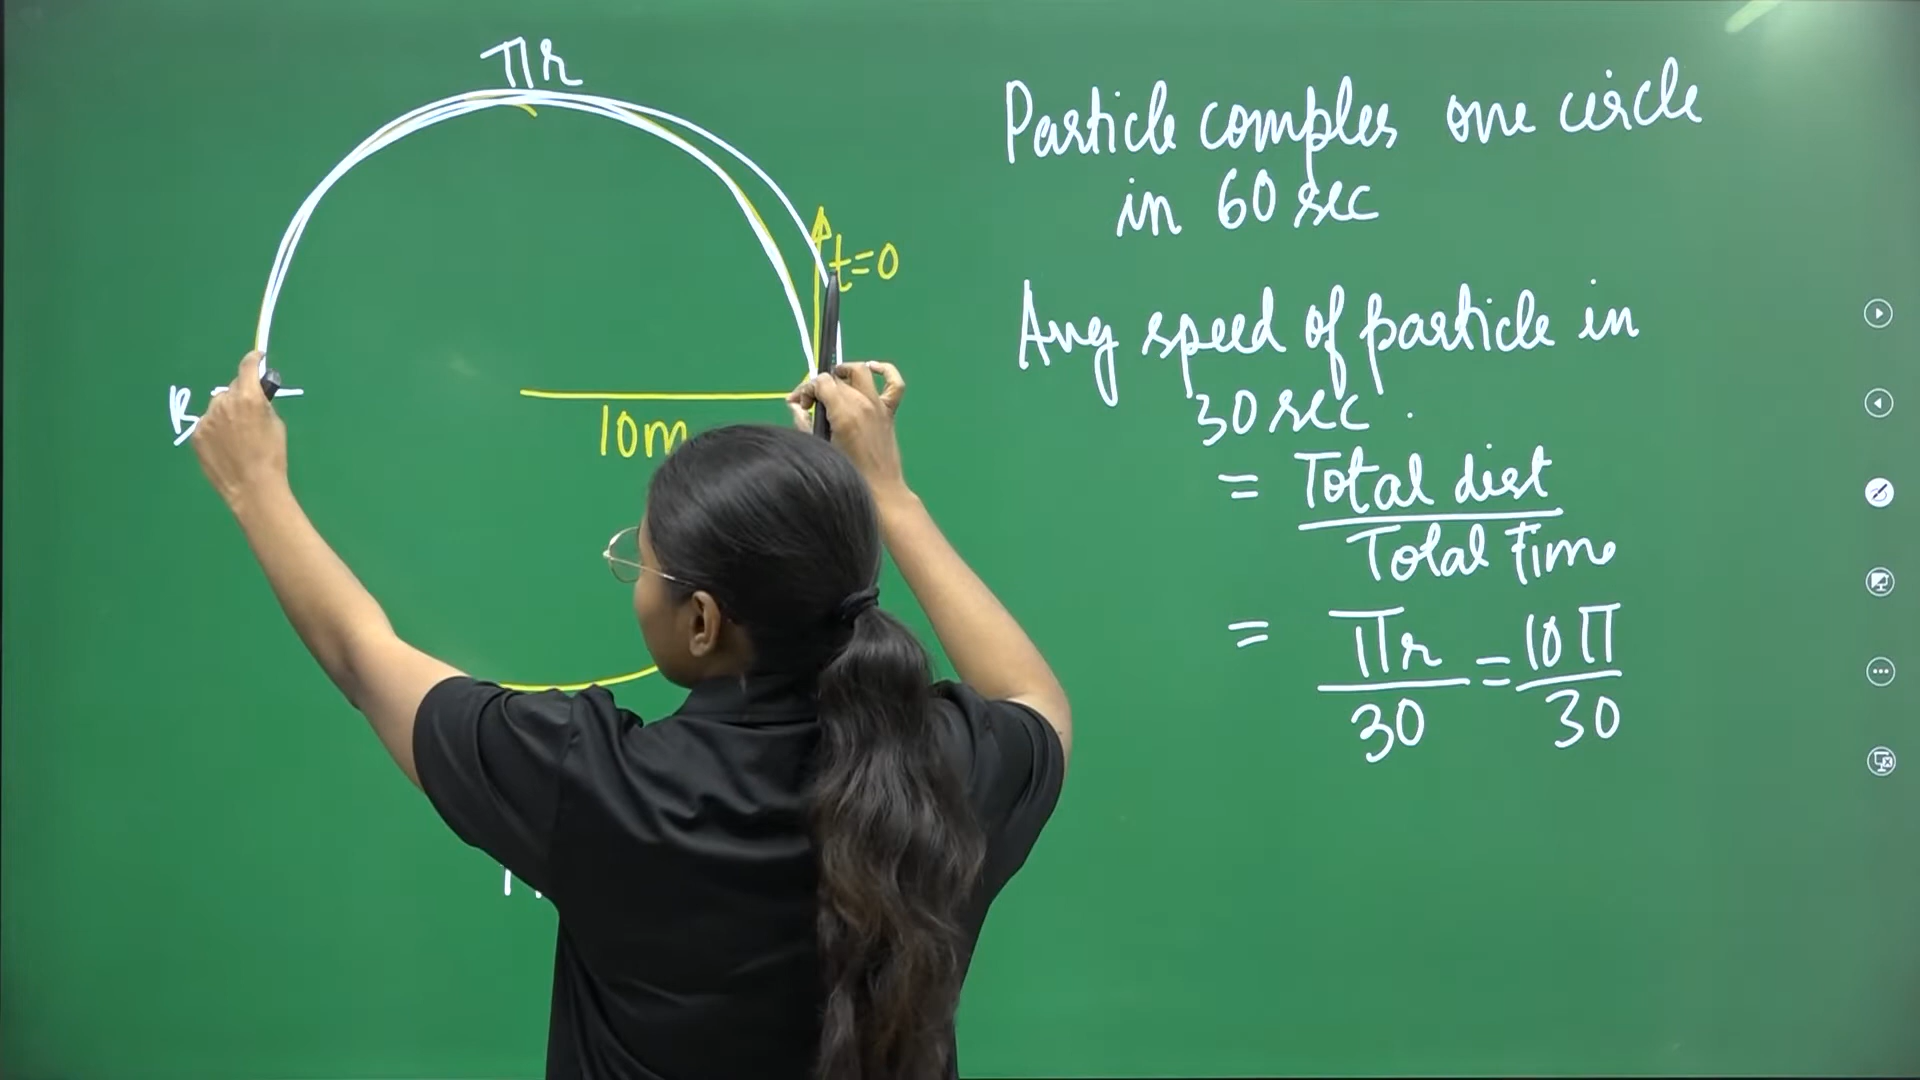 πr
t=0
B
10m
Particle comples one circle
in 60 sec
Avg speed of particle in
30 sec.
= Total dist
Total Time
= πr = 10π
30 30